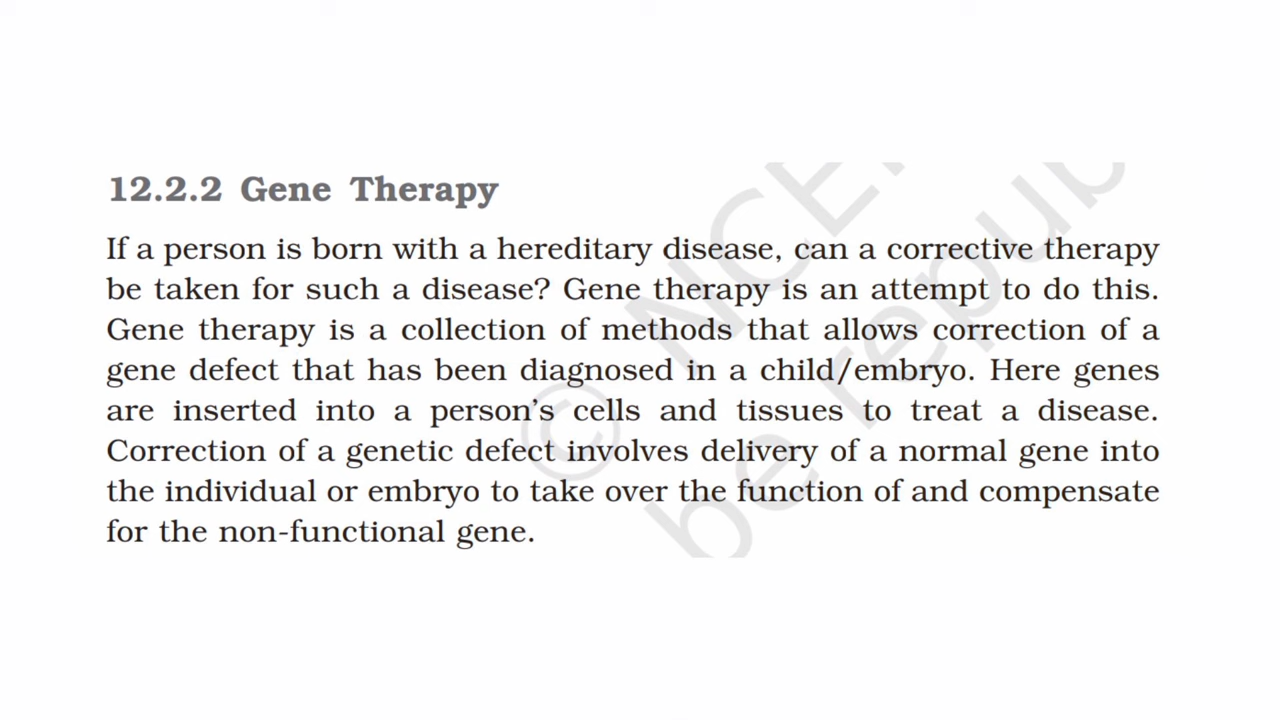 12.2.2 Gene Therapy
If a person is born with a hereditary disease, can a corrective therapy
be taken for such a disease? Gene therapy is an attempt to do this.
Gene therapy is a collection of methods that allows correction of a
gene defect that has been diagnosed in a child/embryo. Here genes
are inserted into a person’s cells and tissues to treat a disease.
Correction of a genetic defect involves delivery of a normal gene into
the individual or embryo to take over the function of and compensate
for the non-functional gene.
© NCE
be repub